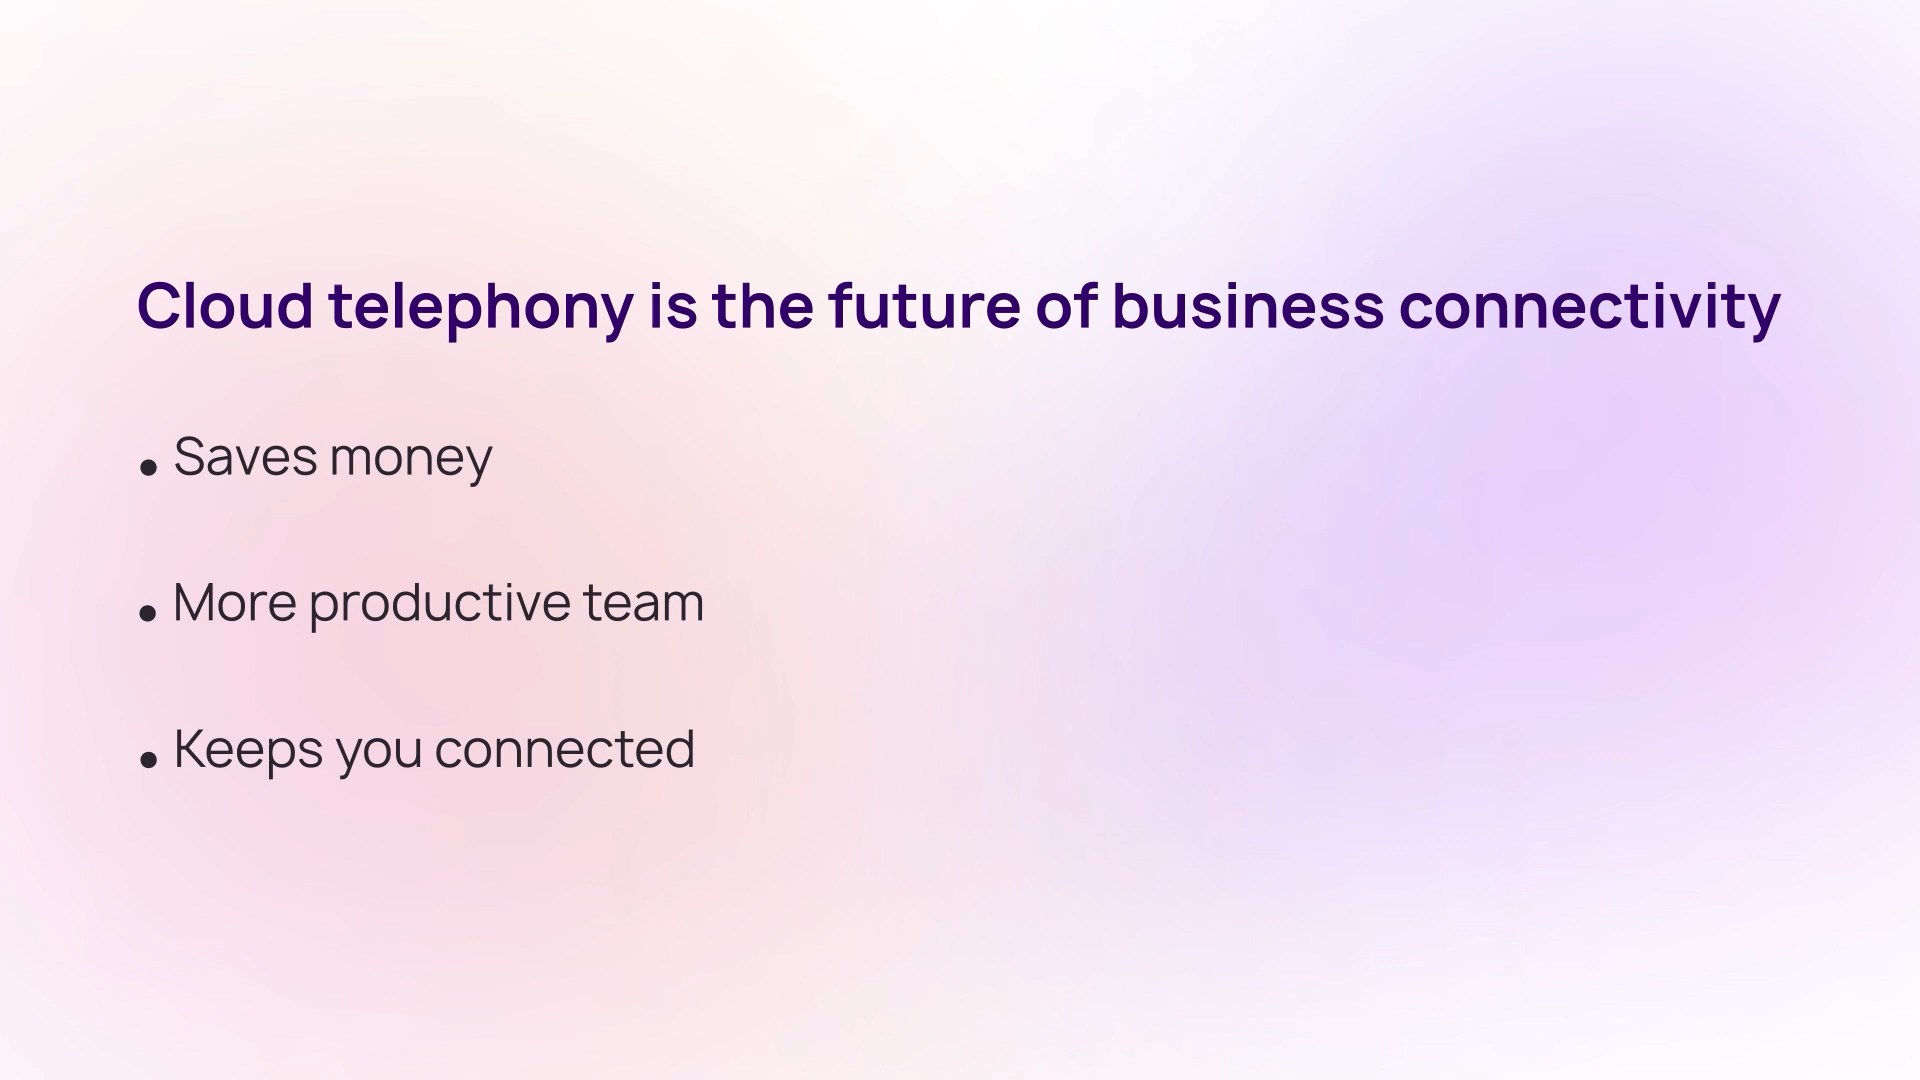 Cloud telephony is the future of business connectivity
• Saves money
• More productive team
• Keeps you connected